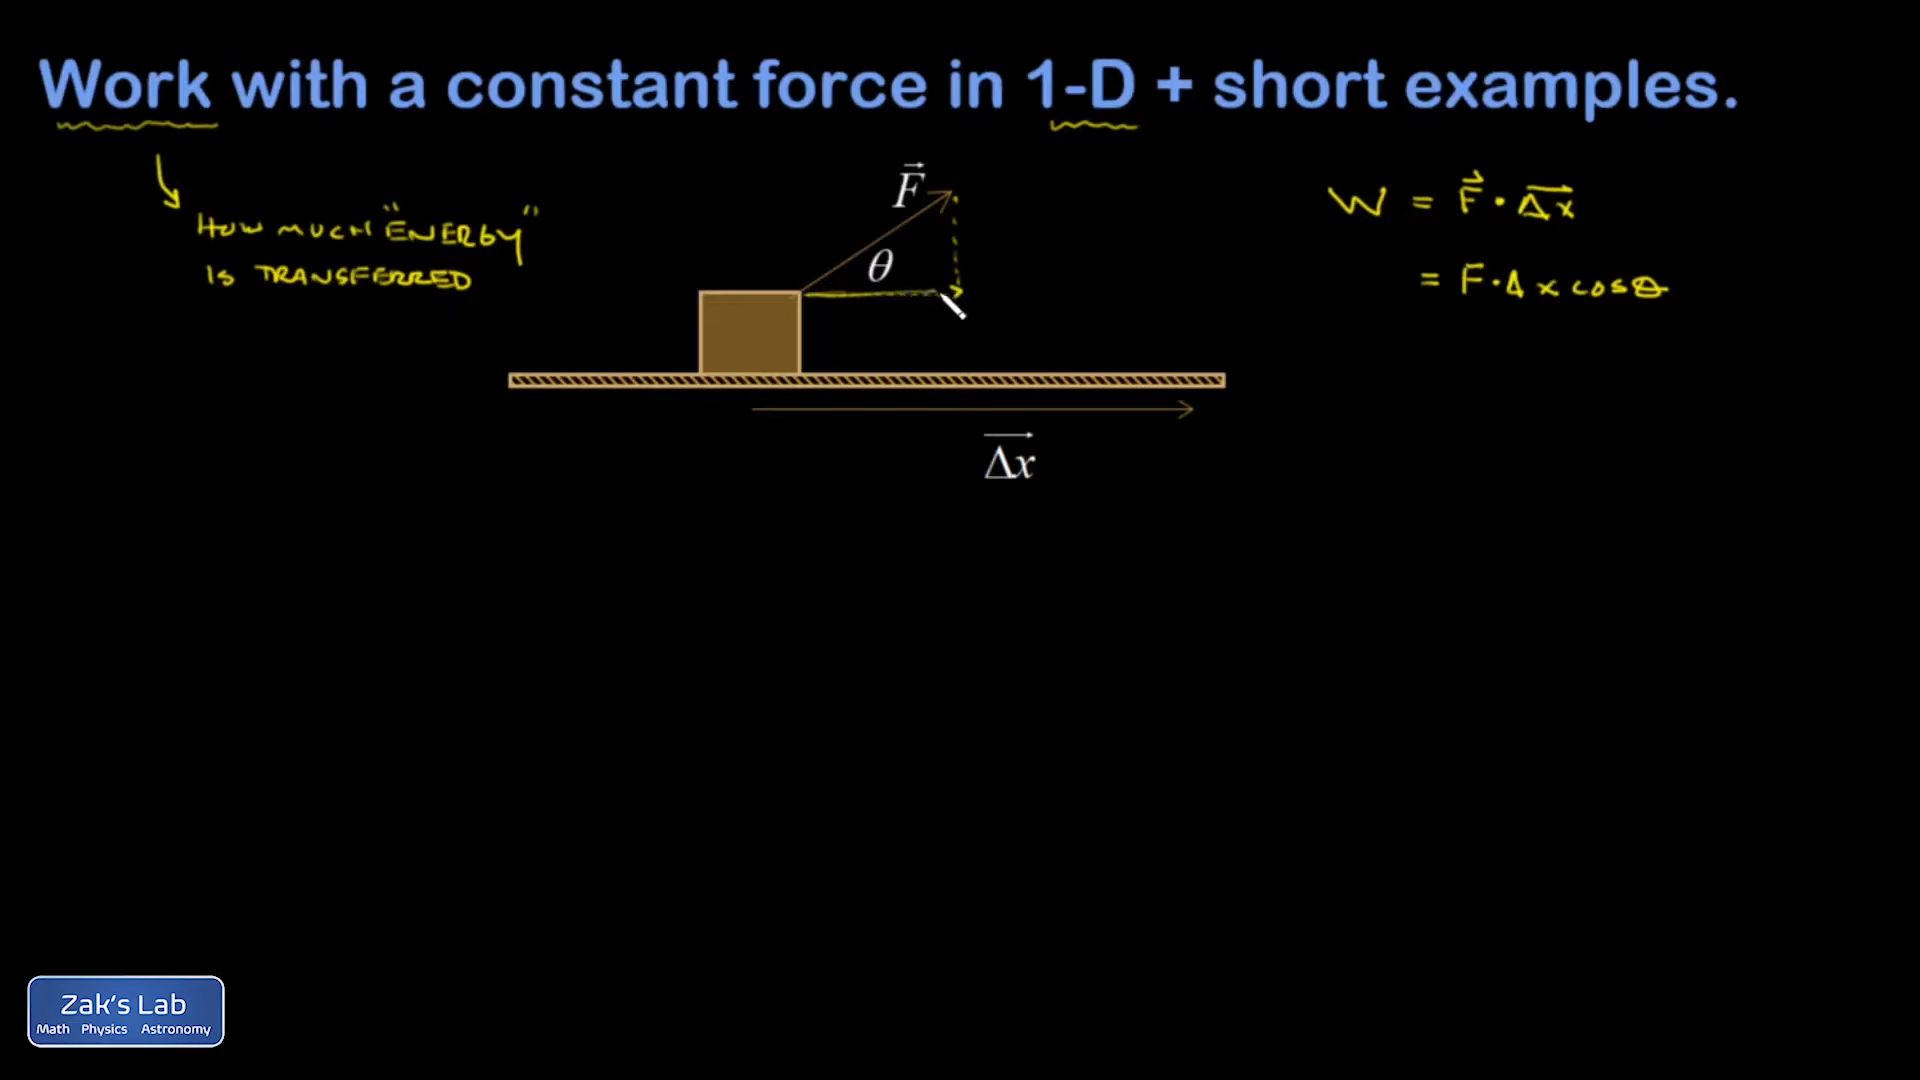 Work with a constant force in 1-D + short examples.
HOW MUCH "ENERGY"
IS TRANSFERRED
F⃗
θ
Δx⃗
W = F⃗ · Δx⃗
= F · Δx cosθ
Zak's Lab
Math Physics Astronomy